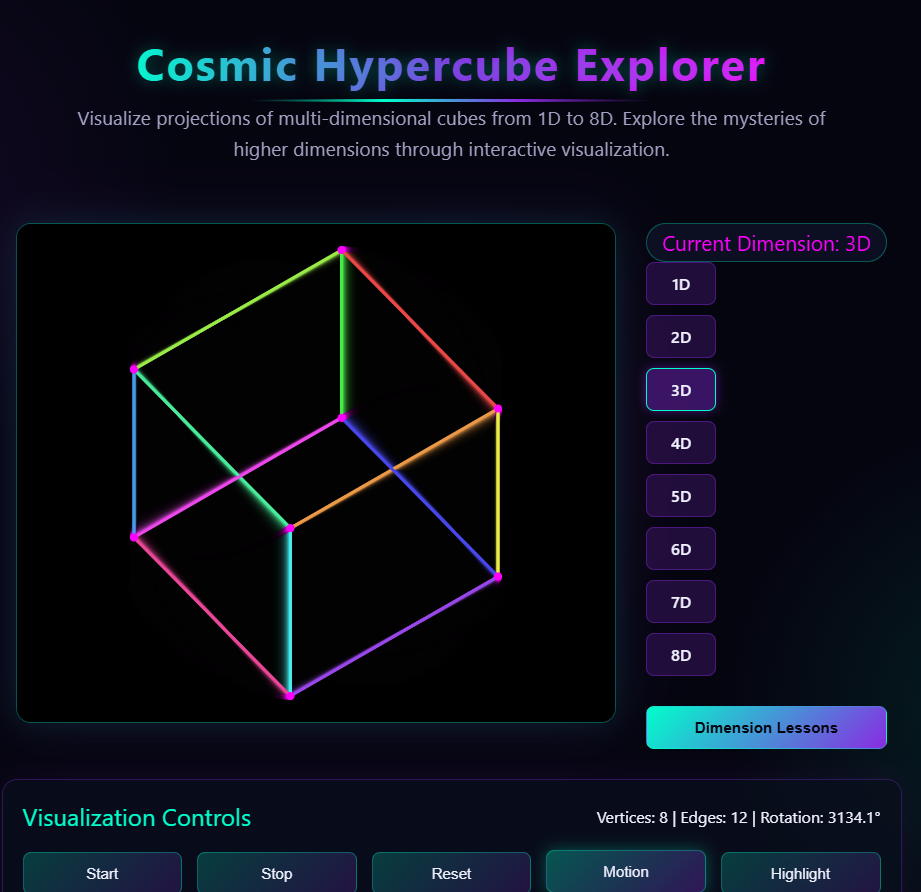 Cosmic Hypercube Explorer
Visualize projections of multi-dimensional cubes from 1D to 8D. Explore the mysteries of
higher dimensions through interactive visualization.
Current Dimension: 3D
1D
2D
3D
4D
5D
6D
7D
8D
Dimension Lessons
Visualization Controls
Vertices: 8 | Edges: 12 | Rotation: 3134.1°
Start
Stop
Reset
Motion
Highlight